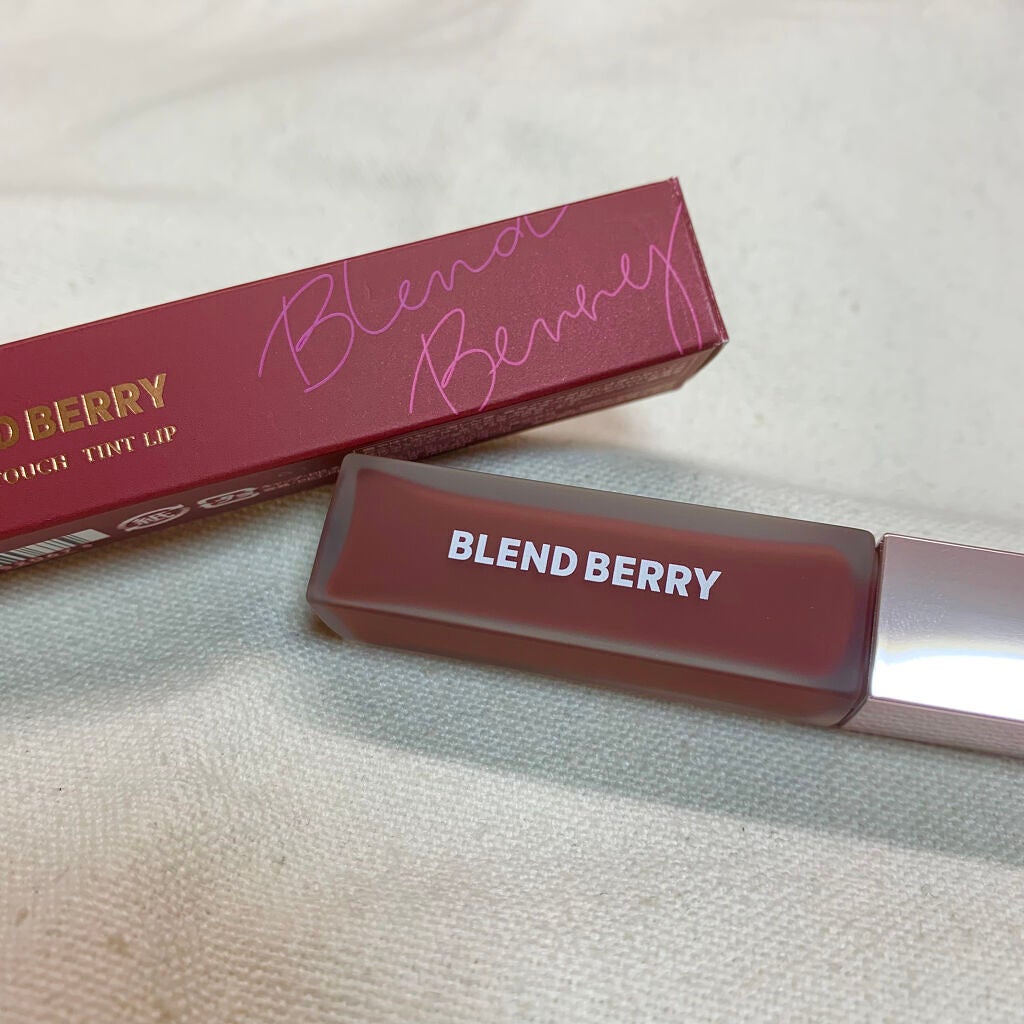 Blend
Berry
D BERRY
TOUCH TINT LIP
BLEND BERRY